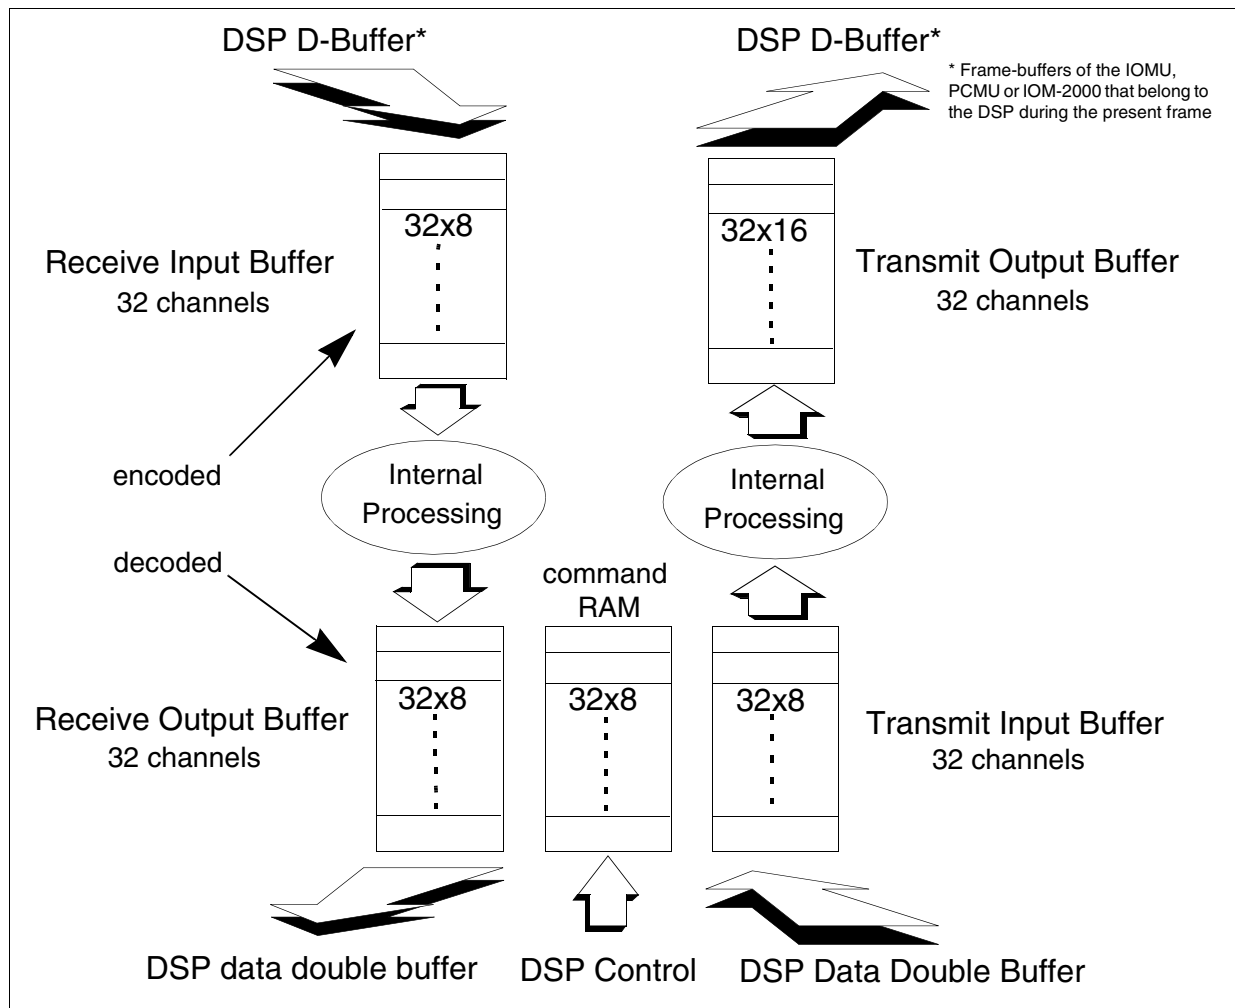 DSP D-Buffer*
DSP D-Buffer*
* Frame-buffers of the IOMU,
PCMU or IOM-2000 that belong to
the DSP during the present frame
32x8
32x16
Receive Input Buffer
32 channels
Transmit Output Buffer
32 channels
encoded
Internal
Processing
Internal
Processing
decoded
command
RAM
32x8
32x8
32x8
Receive Output Buffer
32 channels
Transmit Input Buffer
32 channels
DSP data double buffer
DSP Control
DSP Data Double Buffer